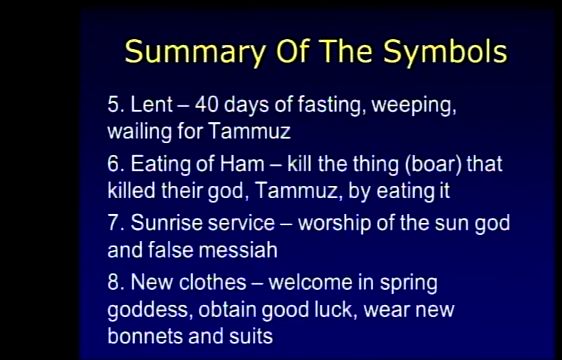 Summary Of The Symbols
5. Lent – 40 days of fasting, weeping,
wailing for Tammuz
6. Eating of Ham – kill the thing (boar) that
killed their god, Tammuz, by eating it
7. Sunrise service – worship of the sun god
and false messiah
8. New clothes – welcome in spring
goddess, obtain good luck, wear new
bonnets and suits